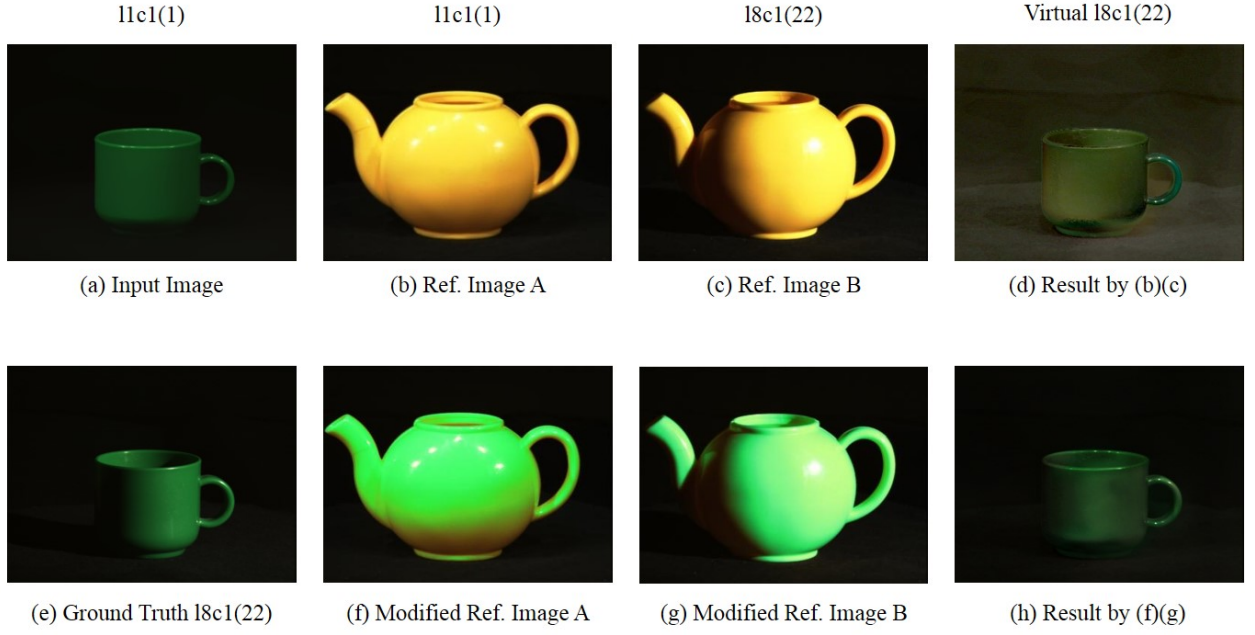 l1c1(1)
l1c1(1)
l8c1(22)
Virtual l8c1(22)
(a) Input Image
(b) Ref. Image A
(c) Ref. Image B
(d) Result by (b)(c)
(e) Ground Truth l8c1(22)
(f) Modified Ref. Image A
(g) Modified Ref. Image B
(h) Result by (f)(g)